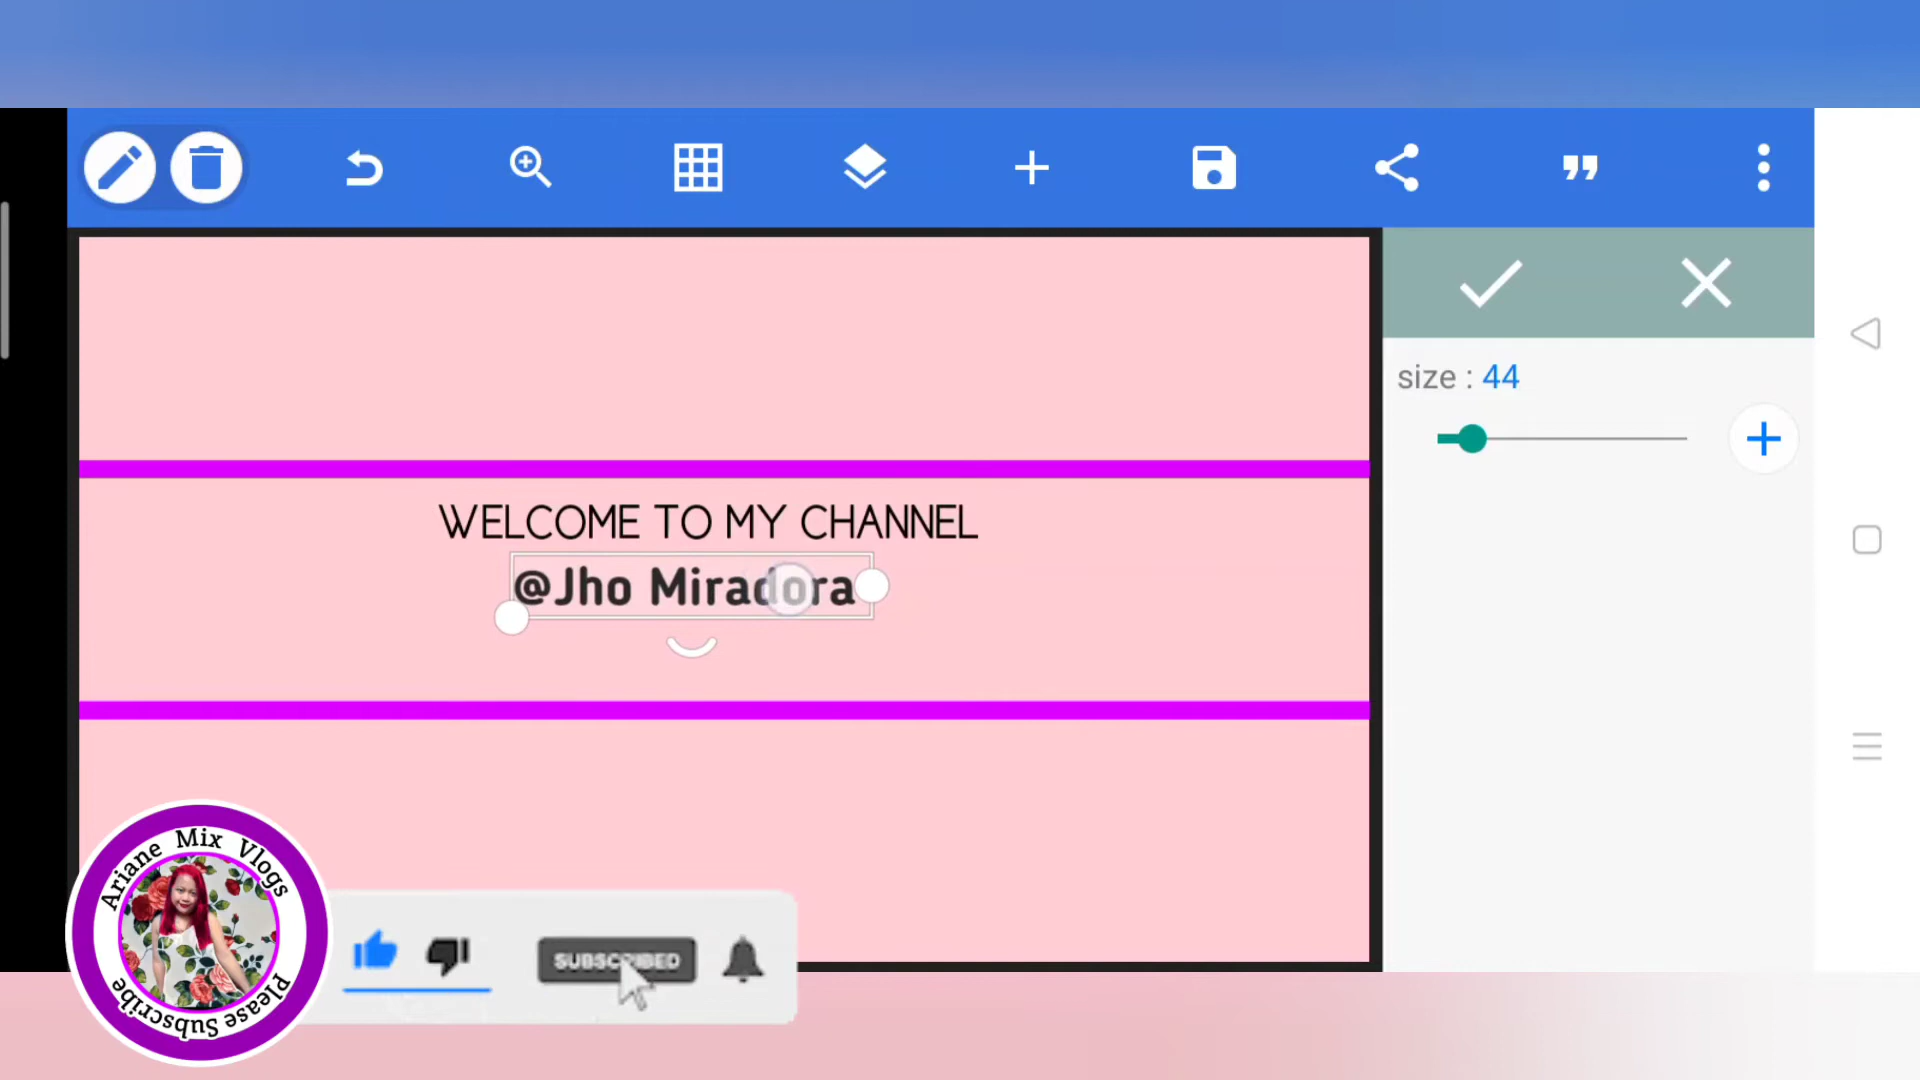 size : 44
WELCOME TO MY CHANNEL
@Jho Miradora
Ariane Mix Vlogs
Please Subscribe
SUBSCRIBED